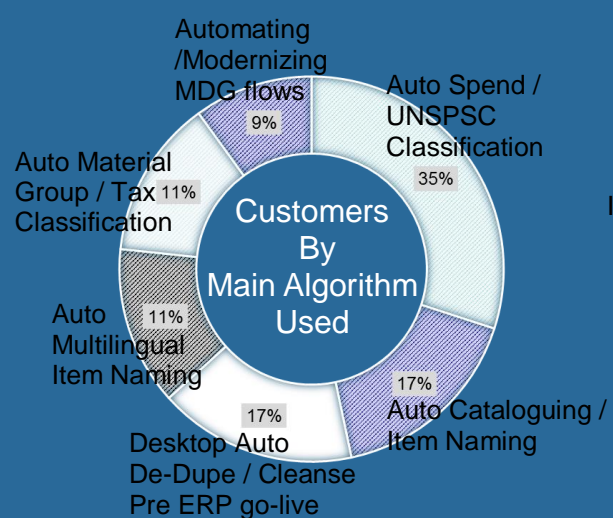 Automating
/Modernizing
MDG flows
9%
Auto Spend /
UNSPSC
Classification
35%
Auto Material
Group / Tax
Classification
11%
Customers
By
Main Algorithm
Used
Auto
Multilingual
Item Naming
11%
17%
Auto Cataloguing /
Item Naming
17%
Desktop Auto
De-Dupe / Cleanse
Pre ERP go-live